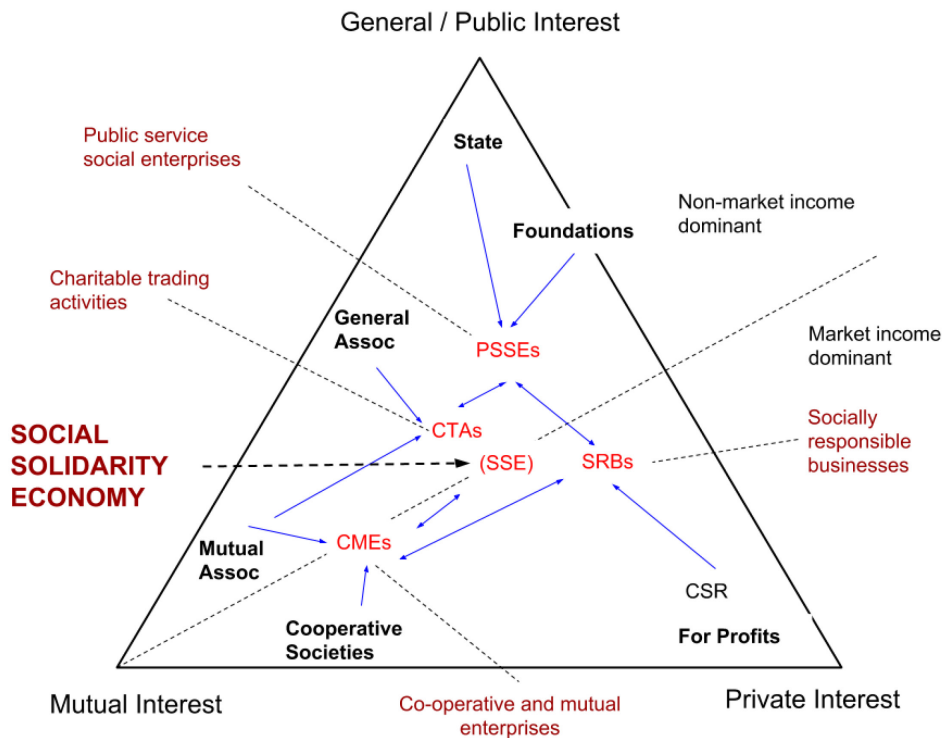 General / Public Interest
Public service
social enterprises
State
Non-market income
dominant
Foundations
Charitable trading
activities
General
Assoc
PSSEs
Market income
dominant
SOCIAL
SOLIDARITY
ECONOMY
CTAs
(SSE)
SRBs
Socially
responsible
businesses
Mutual
Assoc
CMEs
CSR
Cooperative
Societies
For Profits
Mutual Interest
Co-operative and mutual
enterprises
Private Interest